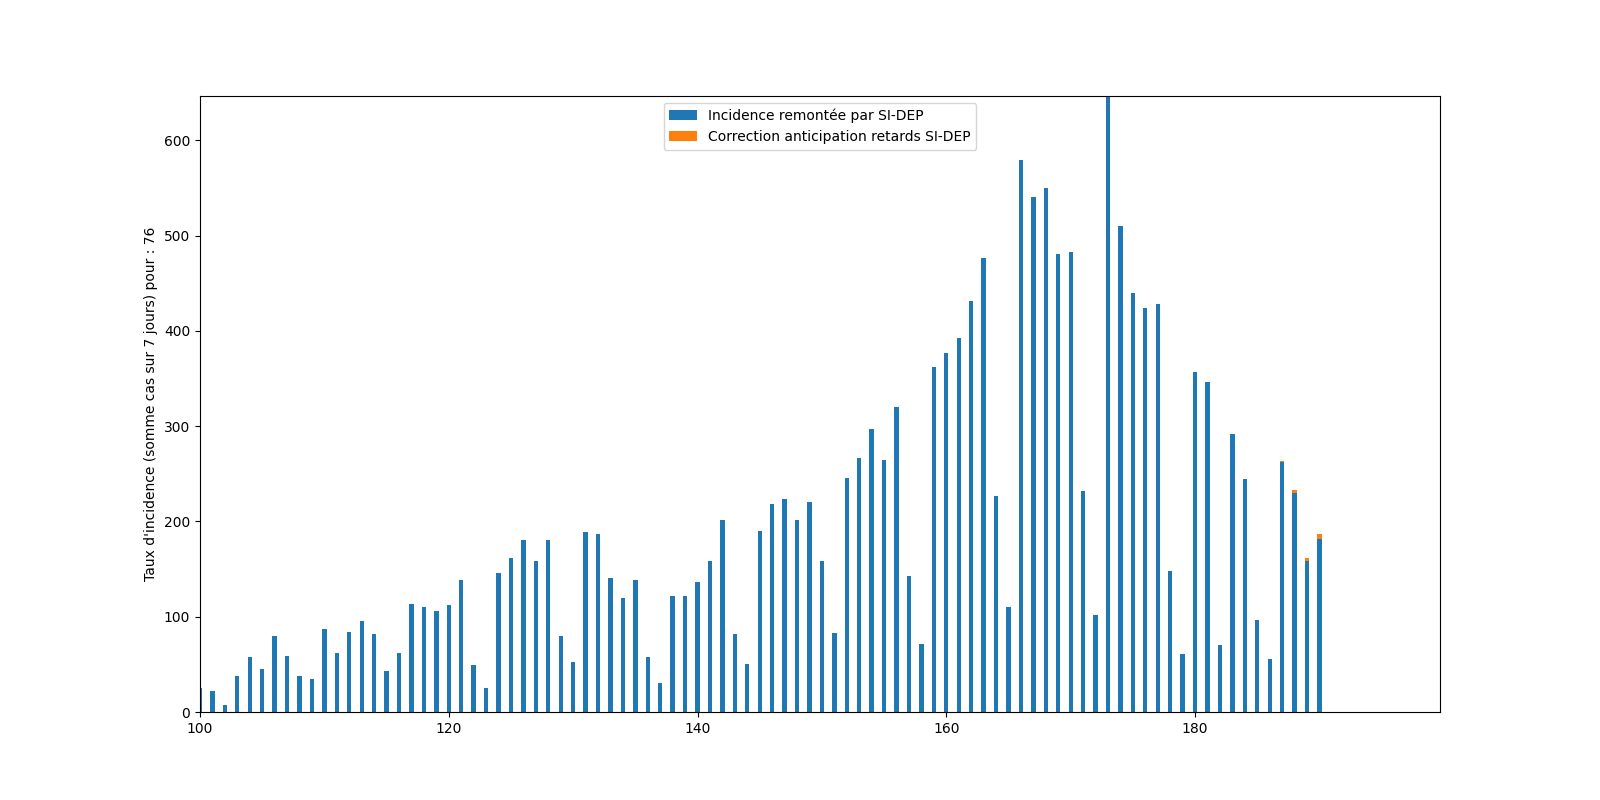 Incidence remontée par SI-DEP
Correction anticipation retards SI-DEP
Taux d'incidence (somme cas sur 7 jours) pour : 76
600
500
400
300
200
100
0
100 120 140 160 180